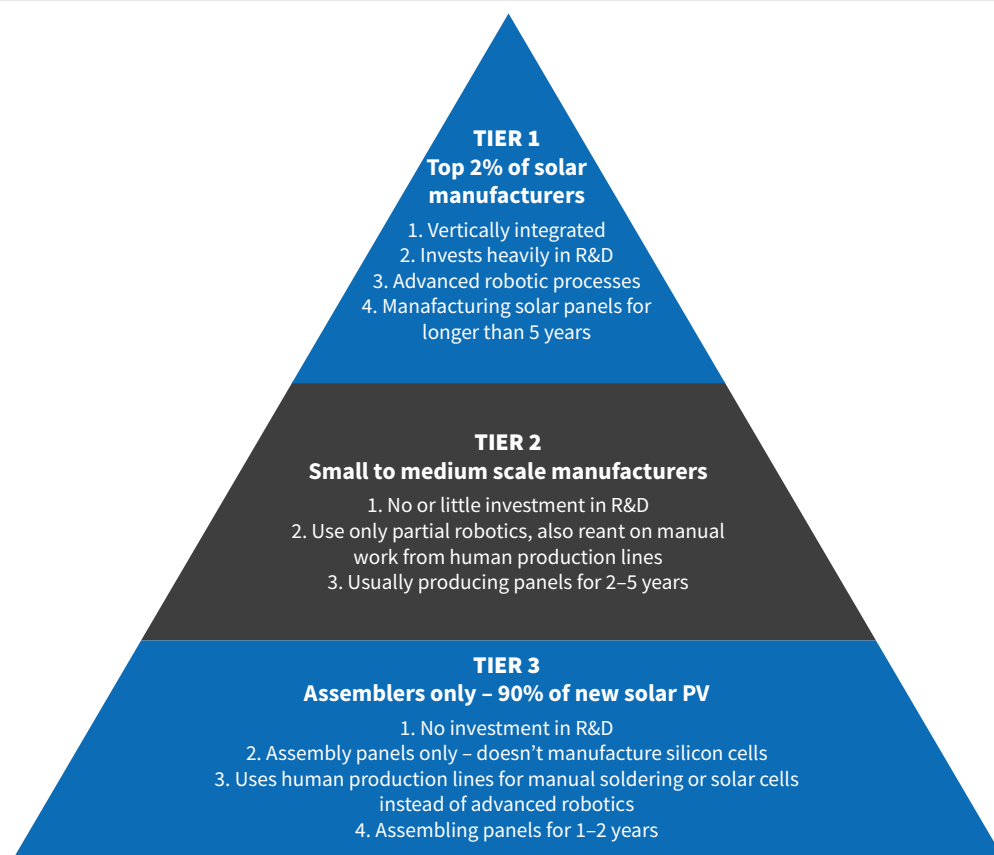 TIER 1
Top 2% of solar
manufacturers
1. Vertically integrated
2. Invests heavily in R&D
3. Advanced robotic processes
4. Manafacturing solar panels for
longer than 5 years
TIER 2
Small to medium scale manufacturers
1. No or little investment in R&D
2. Use only partial robotics, also reant on manual
work from human production lines
3. Usually producing panels for 2–5 years
TIER 3
Assemblers only – 90% of new solar PV
1. No investment in R&D
2. Assembly panels only – doesn’t manufacture silicon cells
3. Uses human production lines for manual soldering or solar cells
instead of advanced robotics
4. Assembling panels for 1–2 years